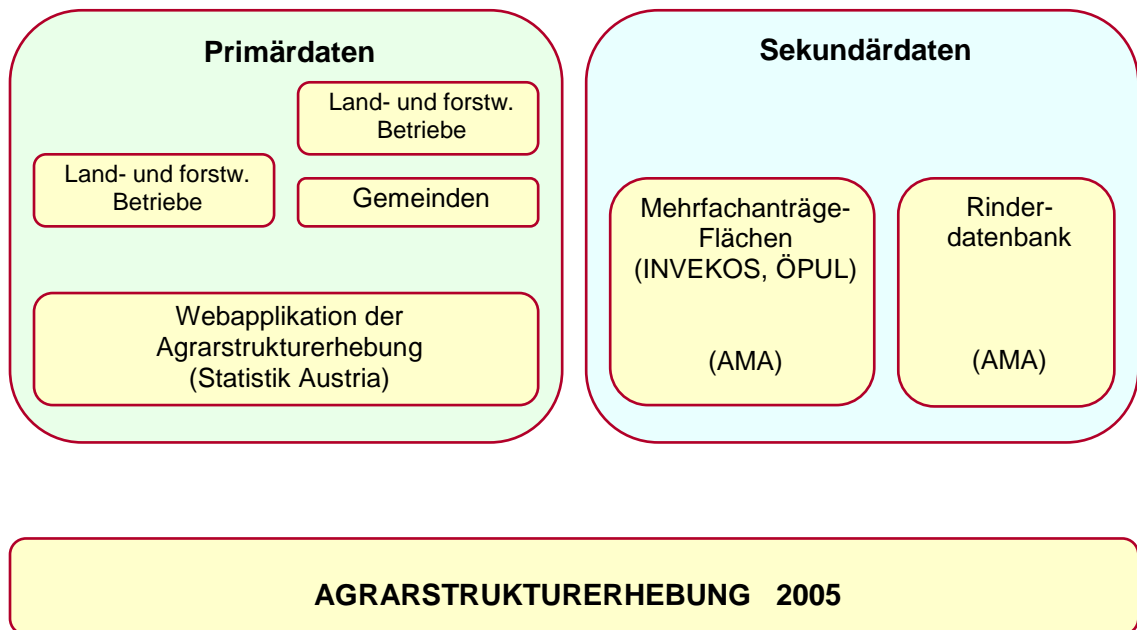 Primärdaten
Land- und forstw.
Betriebe
Land- und forstw.
Betriebe
Gemeinden
Webapplikation der
Agrarstrukturerhebung
(Statistik Austria)
Sekundärdaten
Mehrfachanträge-
Flächen
(INVEKOS, ÖPUL)
(AMA)
Rinder-
datenbank
(AMA)
AGRARSTRUKTURERHEBUNG 2005